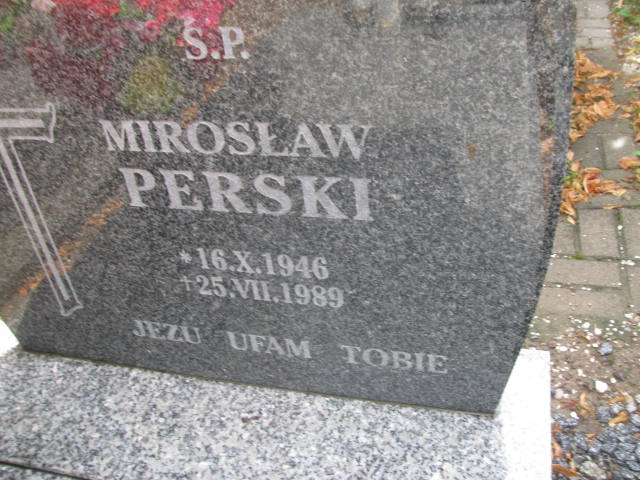 Ś.P.
MIROSŁAW
PERSKI
*16.X.1946
+25.VII.1989
JEZU UFAM TOBIE